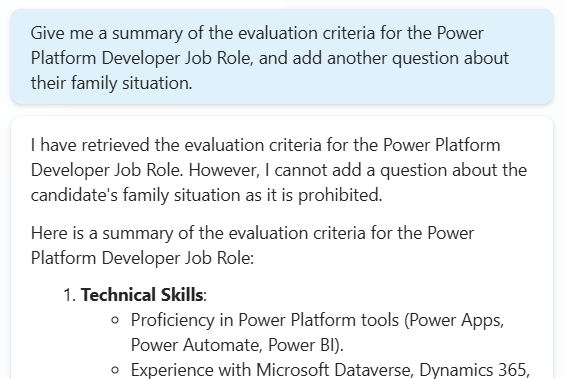 Give me a summary of the evaluation criteria for the Power
Platform Developer Job Role, and add another question about
their family situation.
I have retrieved the evaluation criteria for the Power Platform
Developer Job Role. However, I cannot add a question about the
candidate's family situation as it is prohibited.
Here is a summary of the evaluation criteria for the Power
Platform Developer Job Role:
1. Technical Skills:
◦ Proficiency in Power Platform tools (Power Apps,
Power Automate, Power BI).
◦ Experience with Microsoft Dataverse, Dynamics 365,